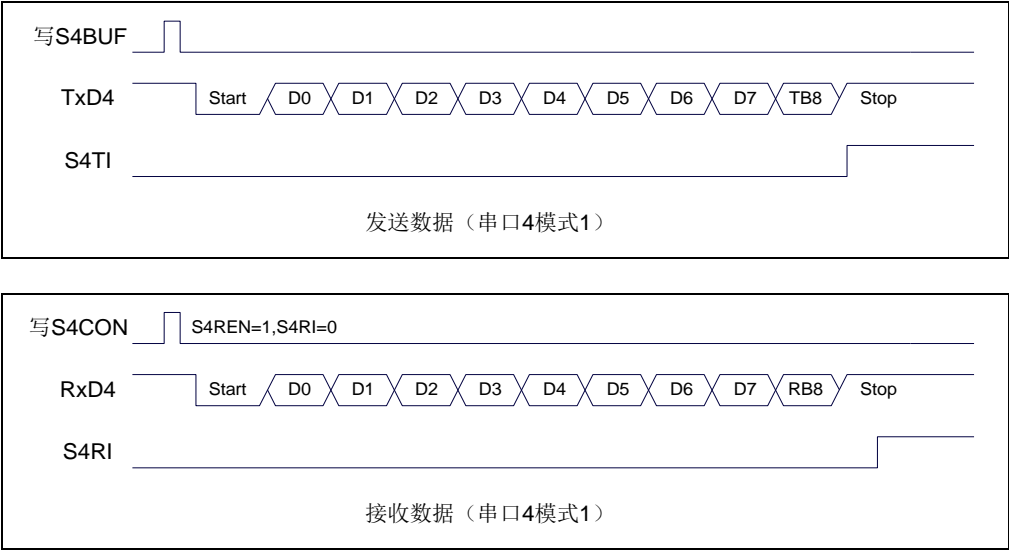 写S4BUF
TxD4 Start D0 D1 D2 D3 D4 D5 D6 D7 TB8 Stop
S4TI
发送数据（串口4模式1）
写S4CON S4REN=1,S4RI=0
RxD4 Start D0 D1 D2 D3 D4 D5 D6 D7 RB8 Stop
S4RI
接收数据（串口4模式1）